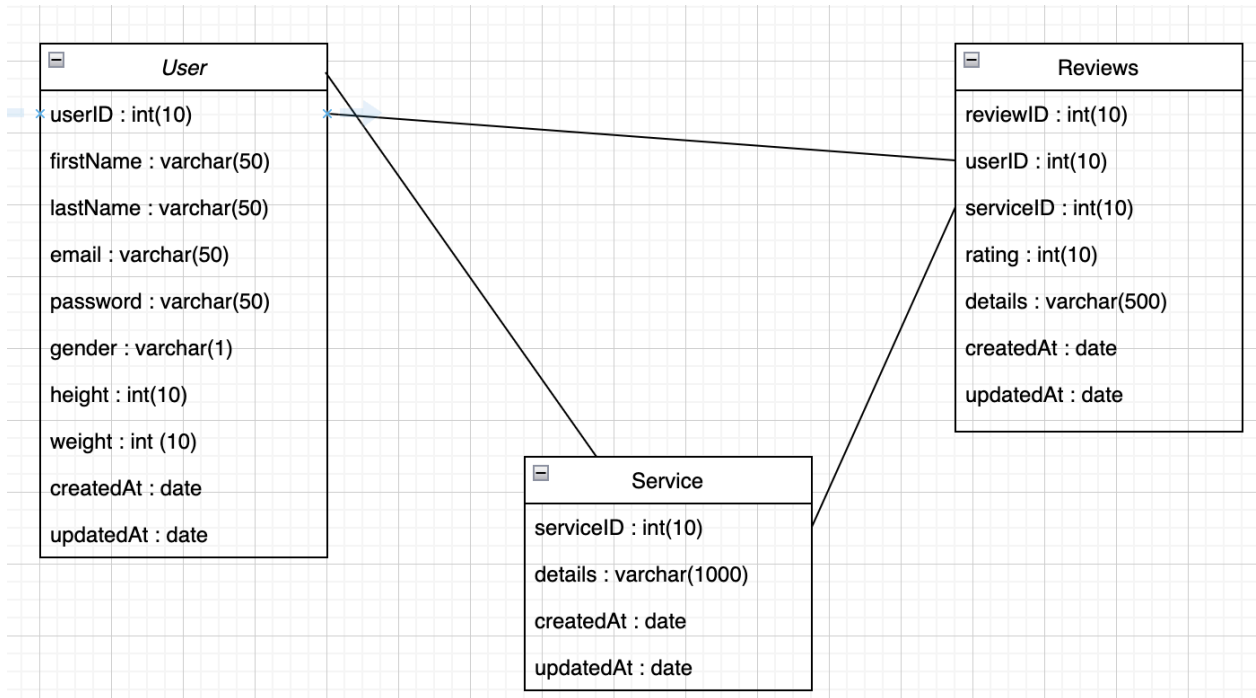 User
userID : int(10)
firstName : varchar(50)
lastName : varchar(50)
email : varchar(50)
password : varchar(50)
gender : varchar(1)
height : int(10)
weight : int (10)
createdAt : date
updatedAt : date
Reviews
reviewID : int(10)
userID : int(10)
serviceID : int(10)
rating : int(10)
details : varchar(500)
createdAt : date
updatedAt : date
Service
serviceID : int(10)
details : varchar(1000)
createdAt : date
updatedAt : date